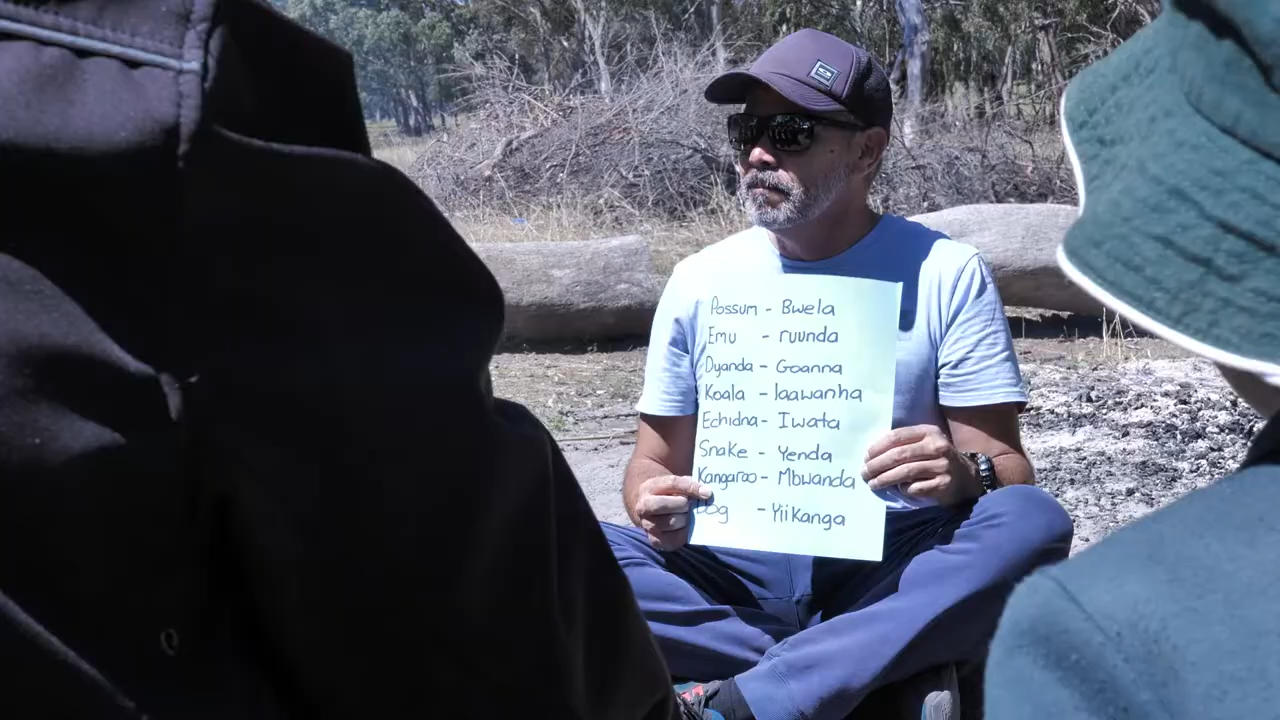 Possum - Bwela
Emu - ruunda
Dyanda - Goanna
Koala - laawanha
Echidna - Iwata
Snake - Yenda
Kangaroo - Mbwanda
Dog - Yiikanga